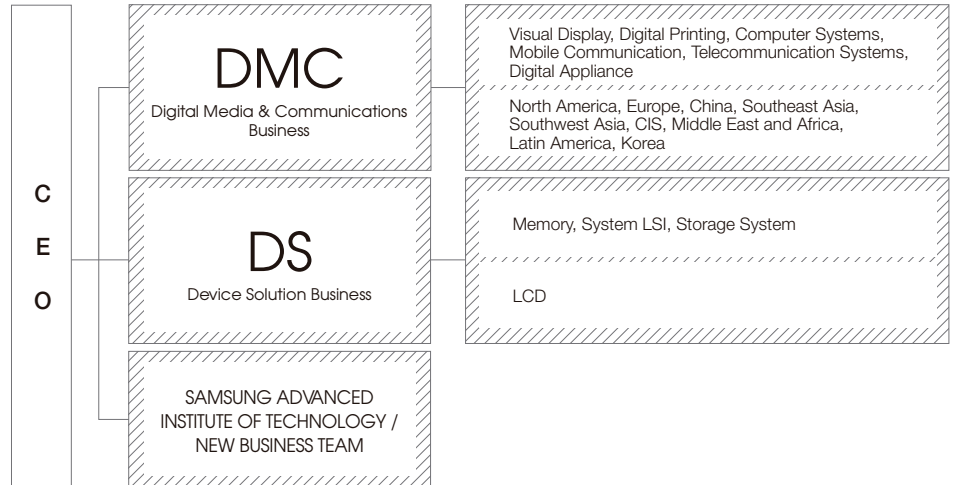 C
E
O
DMC
Digital Media & Communications
Business
Visual Display, Digital Printing, Computer Systems,
Mobile Communication, Telecommunication Systems,
Digital Appliance
North America, Europe, China, Southeast Asia,
Southwest Asia, CIS, Middle East and Africa,
Latin America, Korea
DS
Device Solution Business
Memory, System LSI, Storage System
LCD
SAMSUNG ADVANCED
INSTITUTE OF TECHNOLOGY /
NEW BUSINESS TEAM